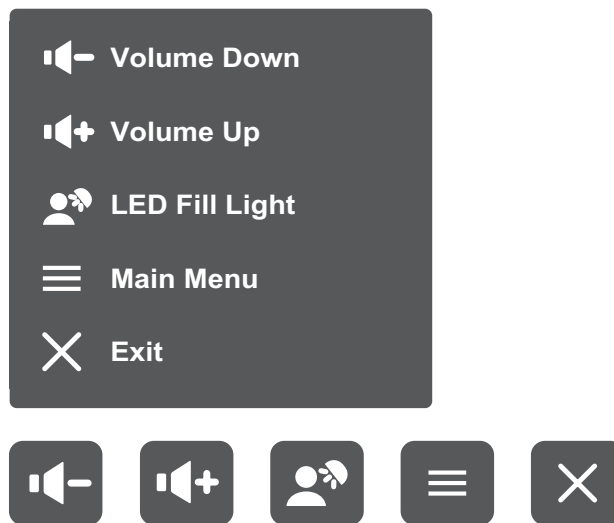 Volume Down
Volume Up
LED Fill Light
Main Menu
Exit